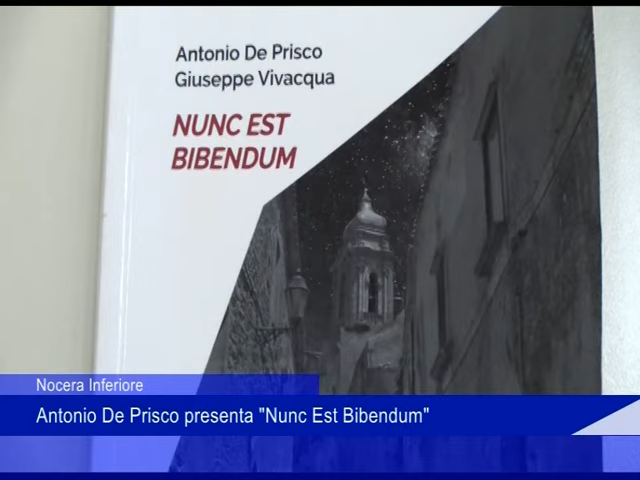 Antonio De Prisco
Giuseppe Vivacqua
NUNC EST
BIBENDUM
Nocera Inferiore
Antonio De Prisco presenta "Nunc Est Bibendum"